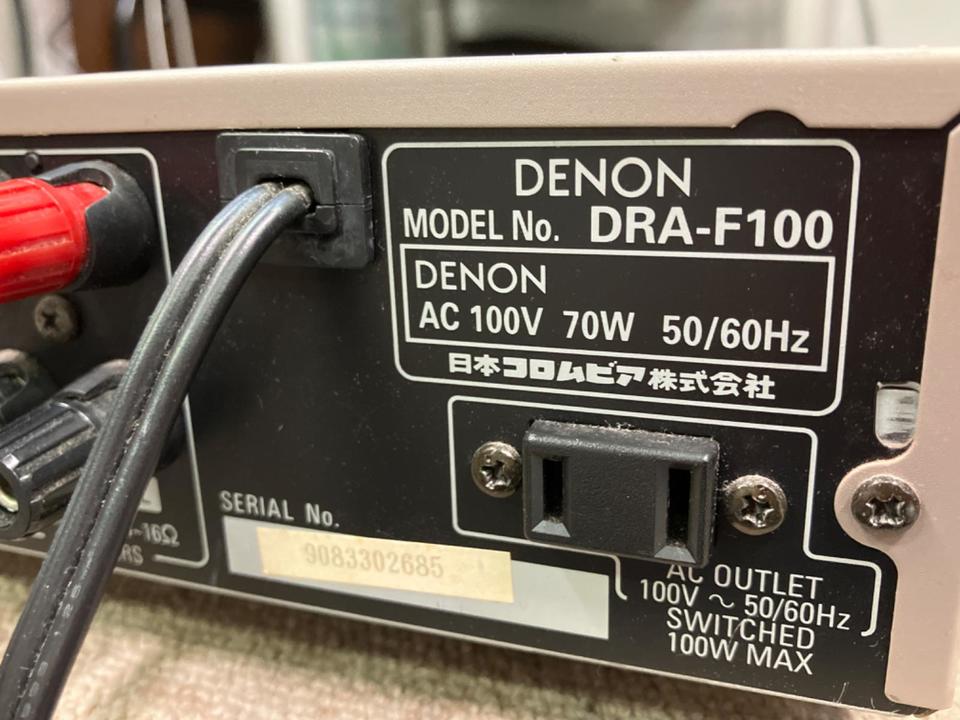 DENON
MODEL No. DRA-F100
DENON
AC 100V 70W 50/60Hz
日本コロムビア株式会社
SERIAL No.
9083302685
16Ω
AC OUTLET
100V ~ 50/60Hz
SWITCHED
100W MAX